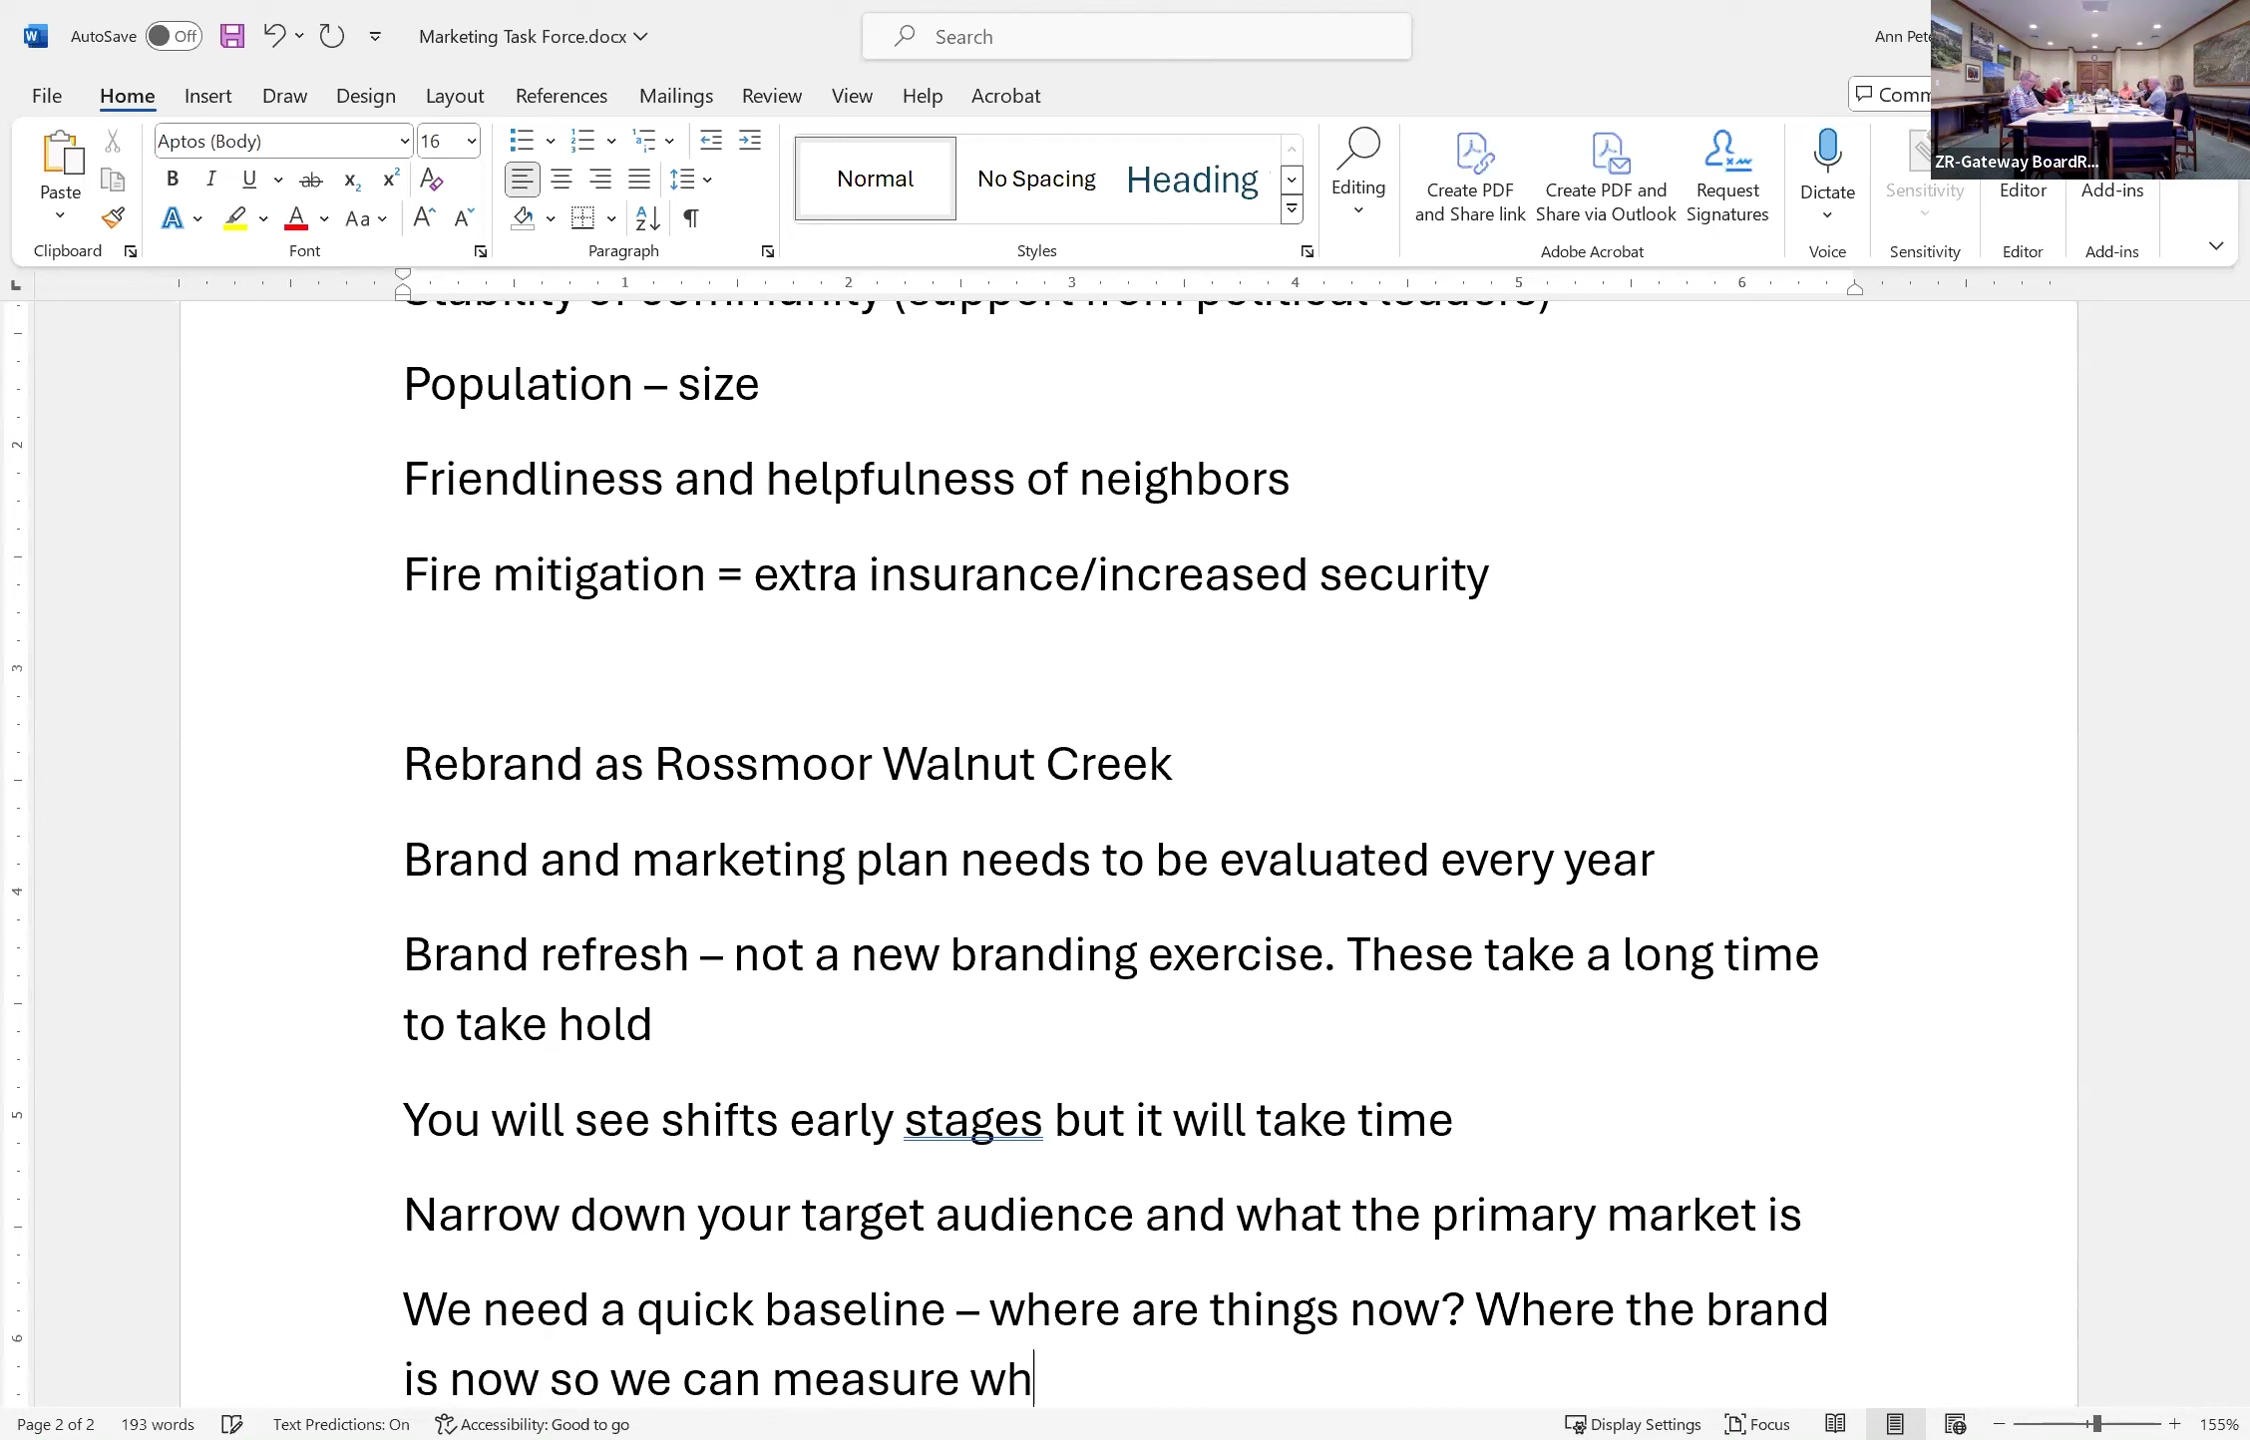 AutoSave Off Marketing Task Force.docx Search Ann Pete
File Home Insert Draw Design Layout References Mailings Review View Help Acrobat Comm
Paste Aptos (Body) 16 Normal No Spacing Heading Editing Create PDF and Share link Create PDF and Share via Outlook Request Signatures Dictate Sensitivity Editor Add-ins
ZR-Gateway BoardR...
Clipboard Font Paragraph Styles Adobe Acrobat Voice Sensitivity Editor Add-ins
1 2 3 4 5 6
Stability of community (support from political leaders)
Population – size
Friendliness and helpfulness of neighbors
Fire mitigation = extra insurance/increased security
Rebrand as Rossmoor Walnut Creek
Brand and marketing plan needs to be evaluated every year
Brand refresh – not a new branding exercise. These take a long time
to take hold
You will see shifts early stages but it will take time
Narrow down your target audience and what the primary market is
We need a quick baseline – where are things now? Where the brand
is now so we can measure wh
Page 2 of 2 193 words Text Predictions: On Accessibility: Good to go Display Settings Focus 155%